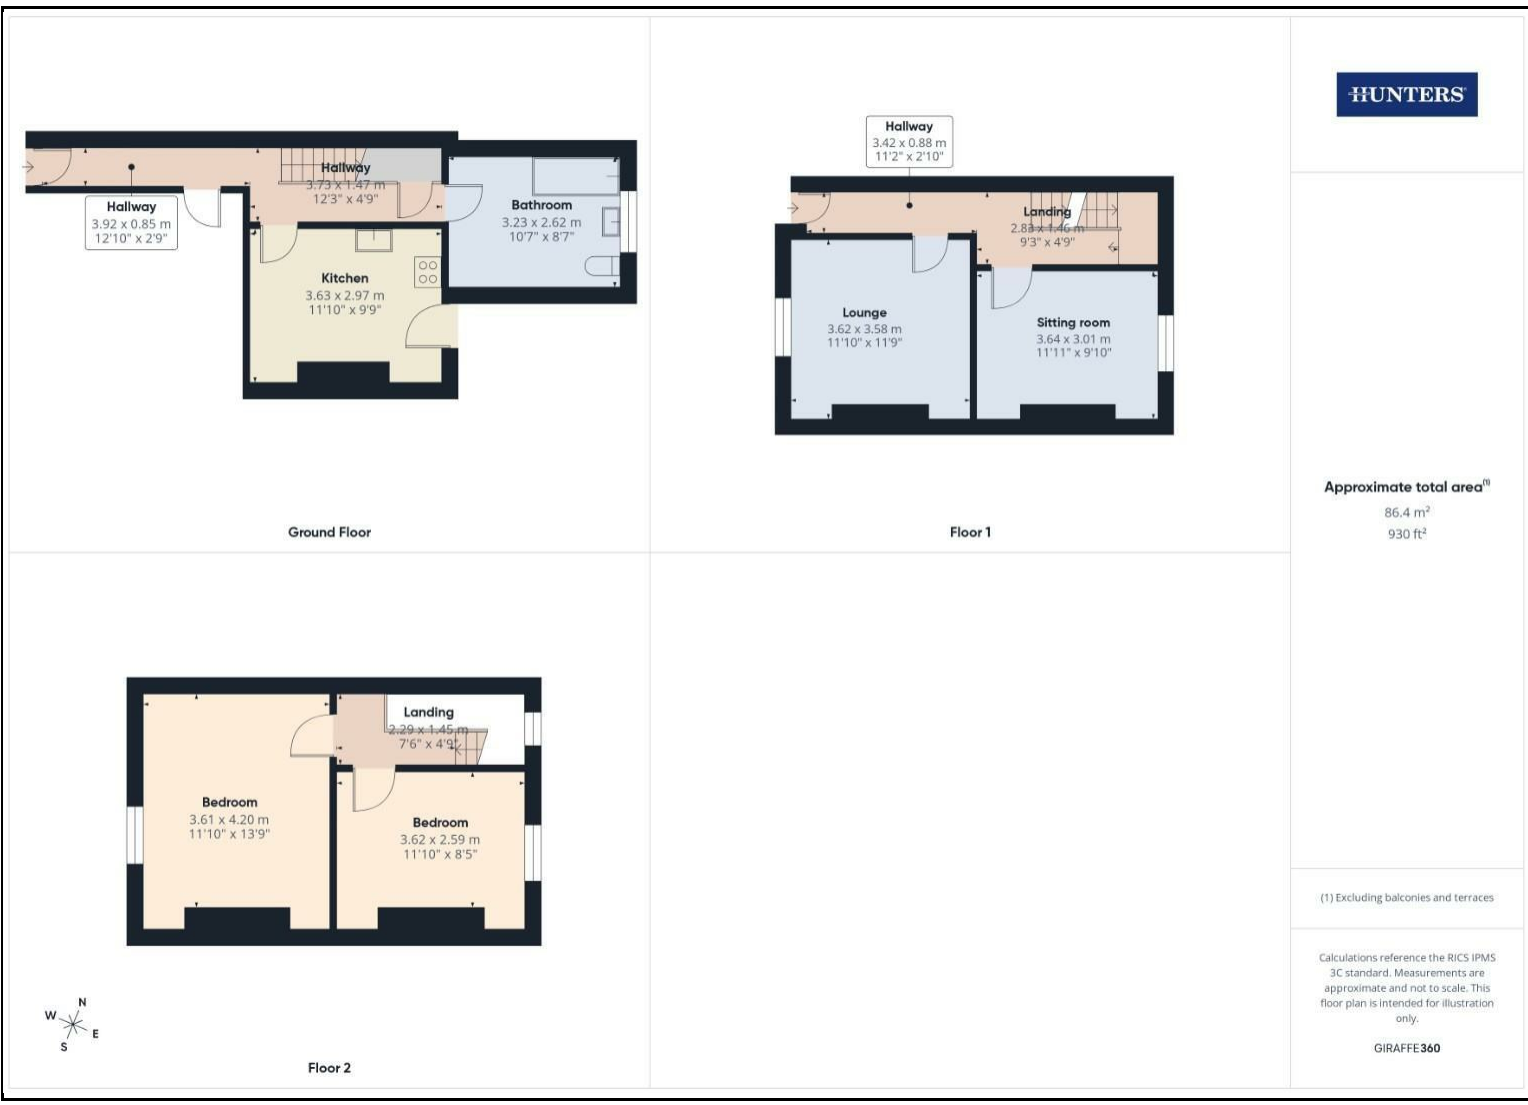 Hallway
3.73 x 1.47 m
12'3" x 4'9"
Hallway
3.92 x 0.85 m
12'10" x 2'9"
Bathroom
3.23 x 2.62 m
10'7" x 8'7"
Kitchen
3.63 x 2.97 m
11'10" x 9'9"
Ground Floor
Hallway
3.42 x 0.88 m
11'2" x 2'10"
Landing
2.83 x 1.46 m
9'3" x 4'9"
Lounge
3.62 x 3.58 m
11'10" x 11'9"
Sitting room
3.64 x 3.01 m
11'11" x 9'10"
Floor 1
Landing
2.29 x 1.45 m
7'6" x 4'9"
Bedroom
3.61 x 4.20 m
11'10" x 13'9"
Bedroom
3.62 x 2.59 m
11'10" x 8'5"
N
W
E
S
Floor 2
HUNTERS
Approximate total area(1)
86.4 m²
930 ft²
(1) Excluding balconies and terraces
Calculations reference the RICS IPMS
3C standard. Measurements are
approximate and not to scale. This
floor plan is intended for illustration
only.
GIRAFFE360